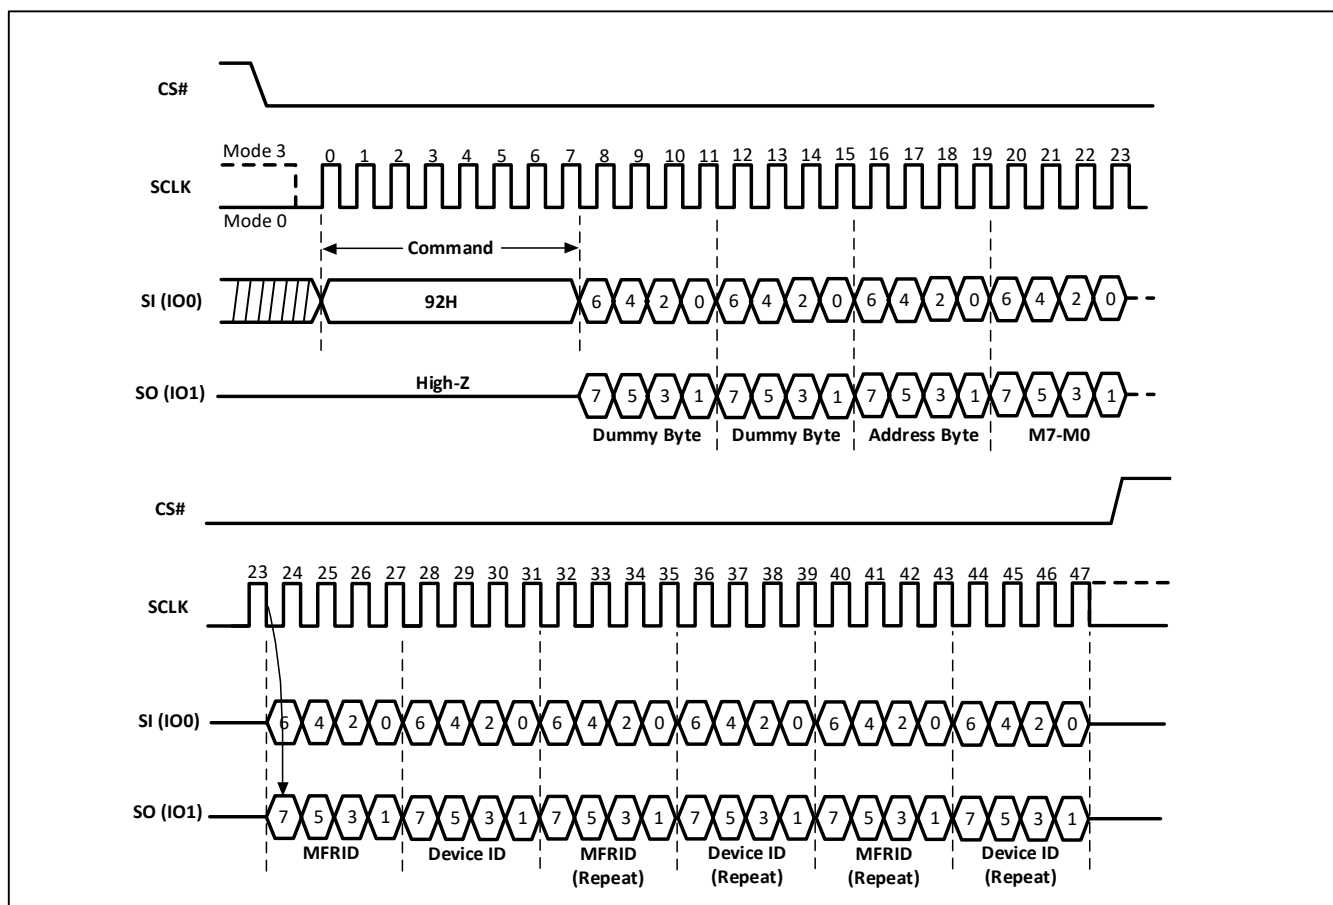 CS#
Mode 3
0 1 2 3 4 5 6 7 8 9 10 11 12 13 14 15 16 17 18 19 20 21 22 23
SCLK
Mode 0
Command
SI (IO0) 92H 6 4 2 0 6 4 2 0 6 4 2 0 6 4 2 0
High-Z
SO (IO1) 7 5 3 1 7 5 3 1 7 5 3 1 7 5 3 1
Dummy Byte Dummy Byte Address Byte M7-M0
CS#
23 24 25 26 27 28 29 30 31 32 33 34 35 36 37 38 39 40 41 42 43 44 45 46 47
SCLK
SI (IO0) 6 4 2 0 6 4 2 0 6 4 2 0 6 4 2 0 6 4 2 0 6 4 2 0
SO (IO1) 7 5 3 1 7 5 3 1 7 5 3 1 7 5 3 1 7 5 3 1 7 5 3 1
MFRID Device ID MFRID Device ID MFRID Device ID
(Repeat) (Repeat) (Repeat) (Repeat)